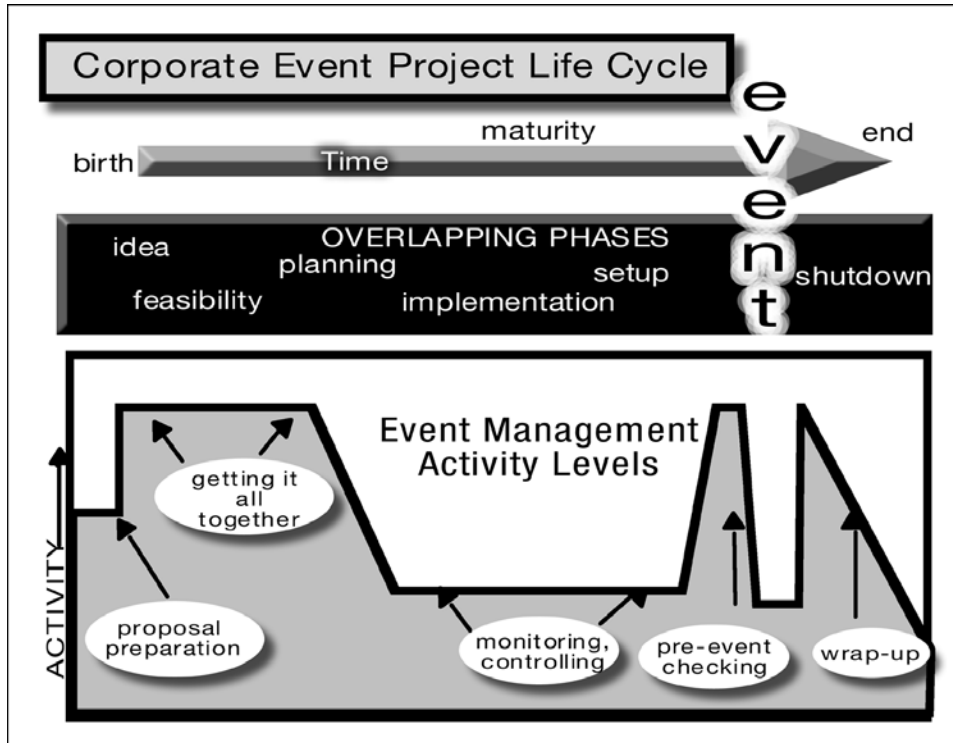 Corporate Event Project Life Cycle
event
maturity
end
birth
Time
OVERLAPPING PHASES
idea
planning
setup
shutdown
feasibility
implementation
Event Management
Activity Levels
getting it
all
together
ACTIVITY
proposal
preparation
monitoring,
controlling
pre-event
checking
wrap-up